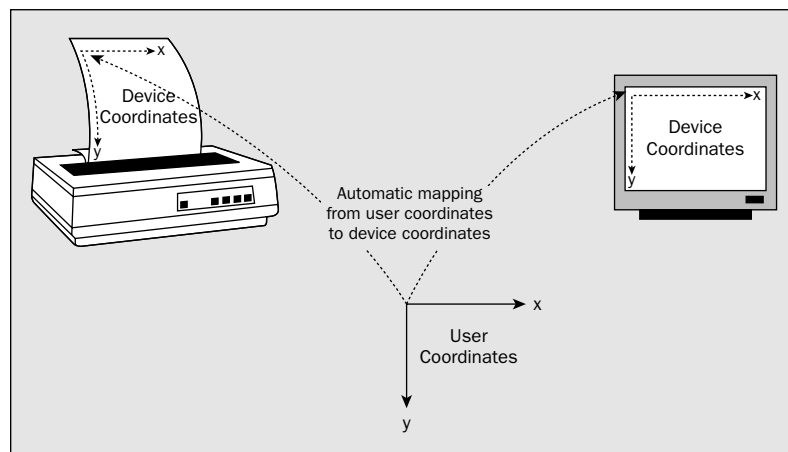 x
Device
Coordinates
y
x
Device
Coordinates
y
Automatic mapping
from user coordinates
to device coordinates
x
User
Coordinates
y